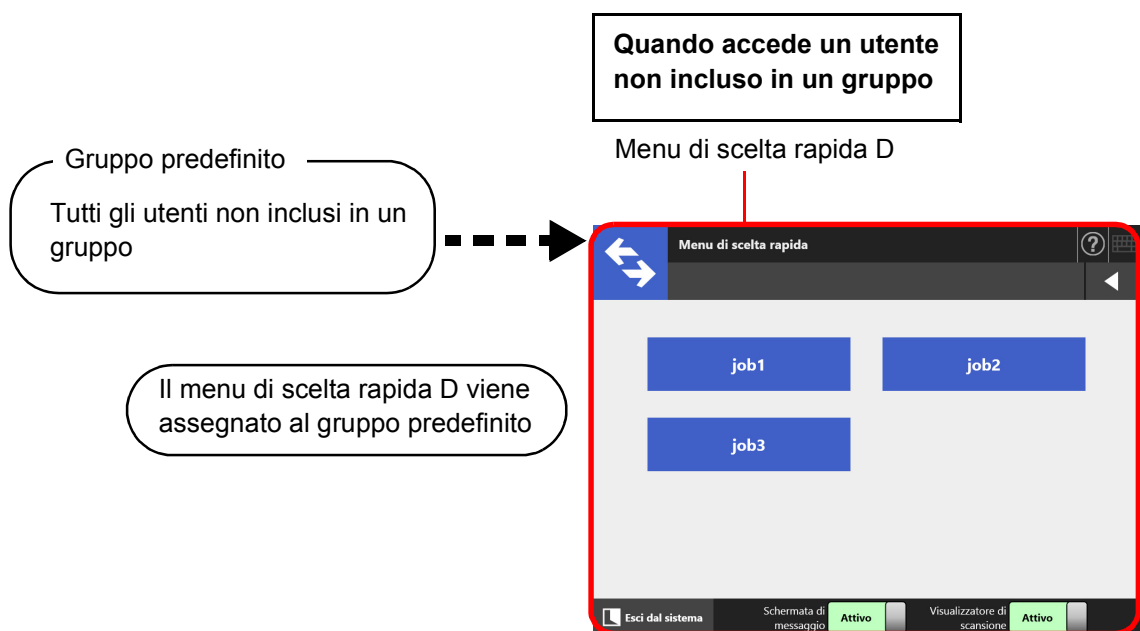 Quando accede un utente
non incluso in un gruppo
Menu di scelta rapida D
Gruppo predefinito
Tutti gli utenti non inclusi in un
gruppo
Il menu di scelta rapida D viene
assegnato al gruppo predefinito
Menu di scelta rapida
?
job1
job2
job3
Esci dal sistema
Schermata di
messaggio
Attivo
Visualizzatore di
scansione
Attivo